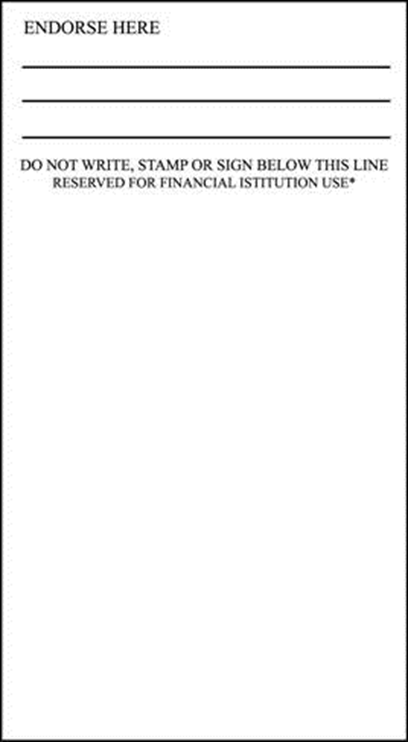 ENDORSE HERE
DO NOT WRITE, STAMP OR SIGN BELOW THIS LINE
RESERVED FOR FINANCIAL ISTITUTION USE*